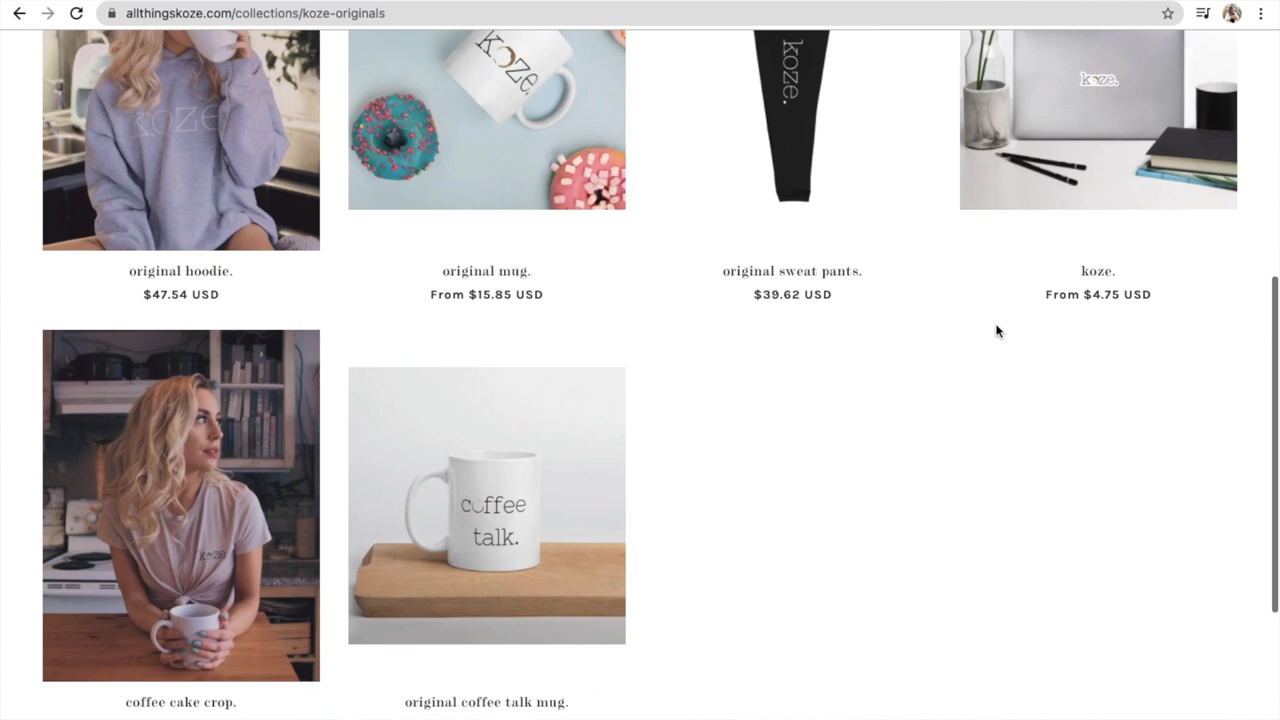 allthingskoze.com/collections/koze-originals
koze
koze.
koze.
koze.
original hoodie.
original mug.
original sweat pants.
koze.
$47.54 USD
From $15.85 USD
$39.62 USD
From $4.75 USD
koze
coffee
talk.
coffee cake crop.
original coffee talk mug.